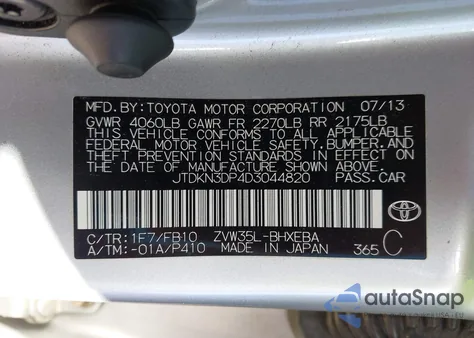 MFD.BY: TOYOTA MOTOR CORPORATION 07/13
GVWR 4060LB GAWR FR 2270LB RR 2175LB
THIS VEHICLE CONFORMS TO ALL APPLICABLE
FEDERAL MOTOR VEHICLE SAFETY, BUMPER, AND
THEFT PREVENTION STANDARDS IN EFFECT ON
THE DATE OF MANUFACTURE SHOWN ABOVE.
JTDKN3DP4D3044820 PASS.CAR
C/TR: 1F7/FB10 ZVW35L-BHXEBA
A/TM: -01A/P410 MADE IN JAPAN 365 C
TOYOTA
autoSnap